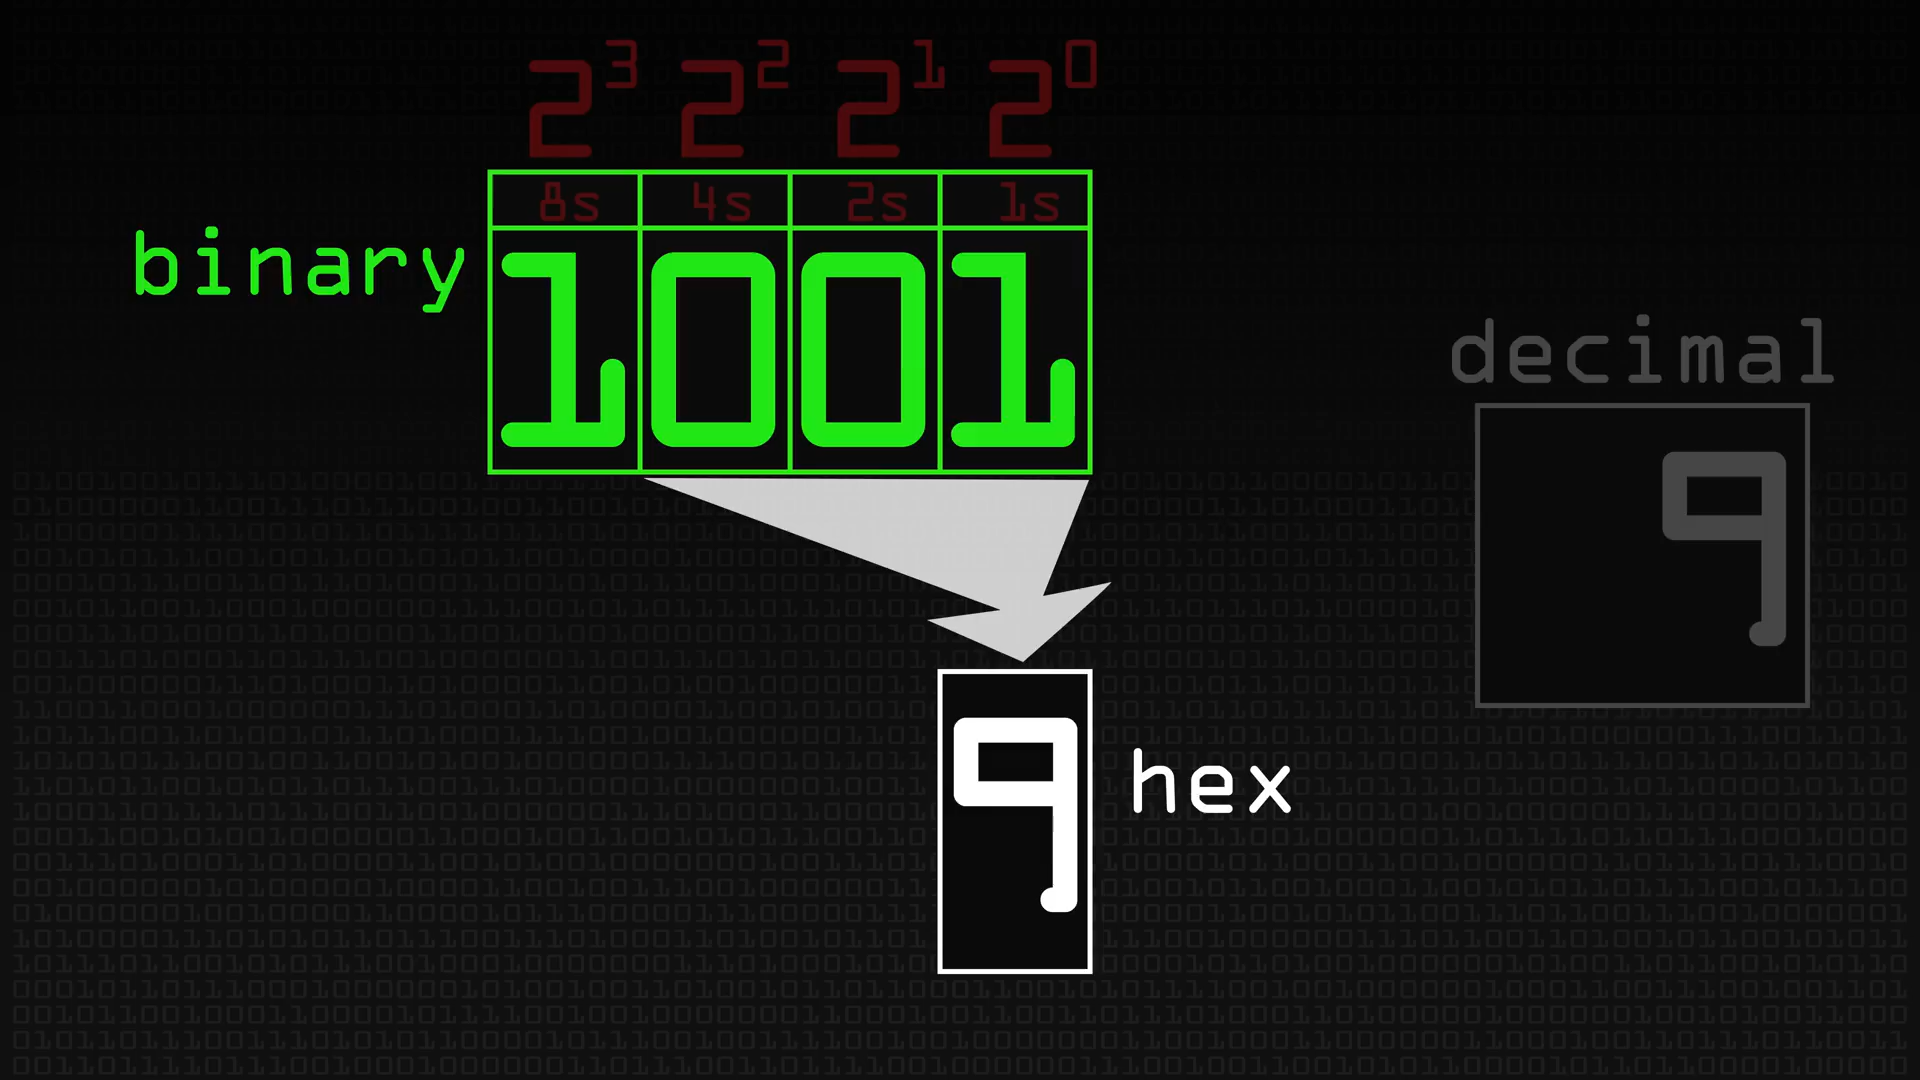 2³ 2² 2¹ 2⁰
8s 4s 2s 1s
binary
1001
decimal
9
9
hex